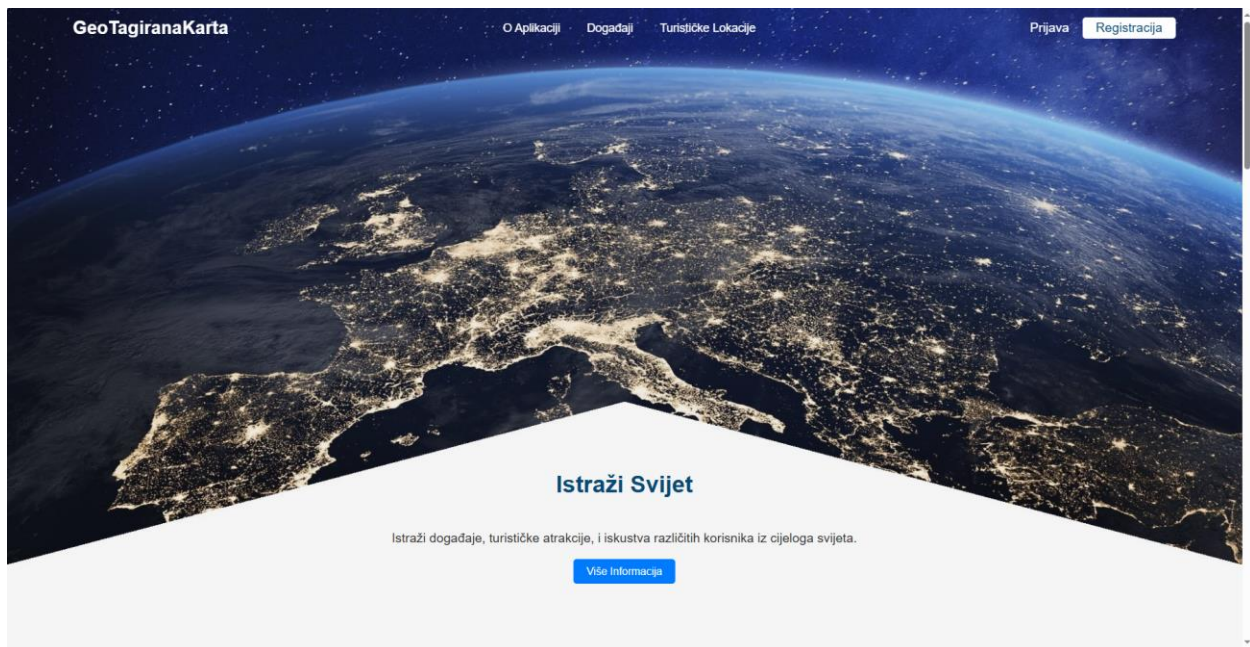 GeoTagiranaKarta
O Aplikaciji Događaji Turističke Lokacije
Prijava Registracija
Istraži Svijet
Istraži događaje, turističke atrakcije, i iskustva različitih korisnika iz cijeloga svijeta.
Više Informacija